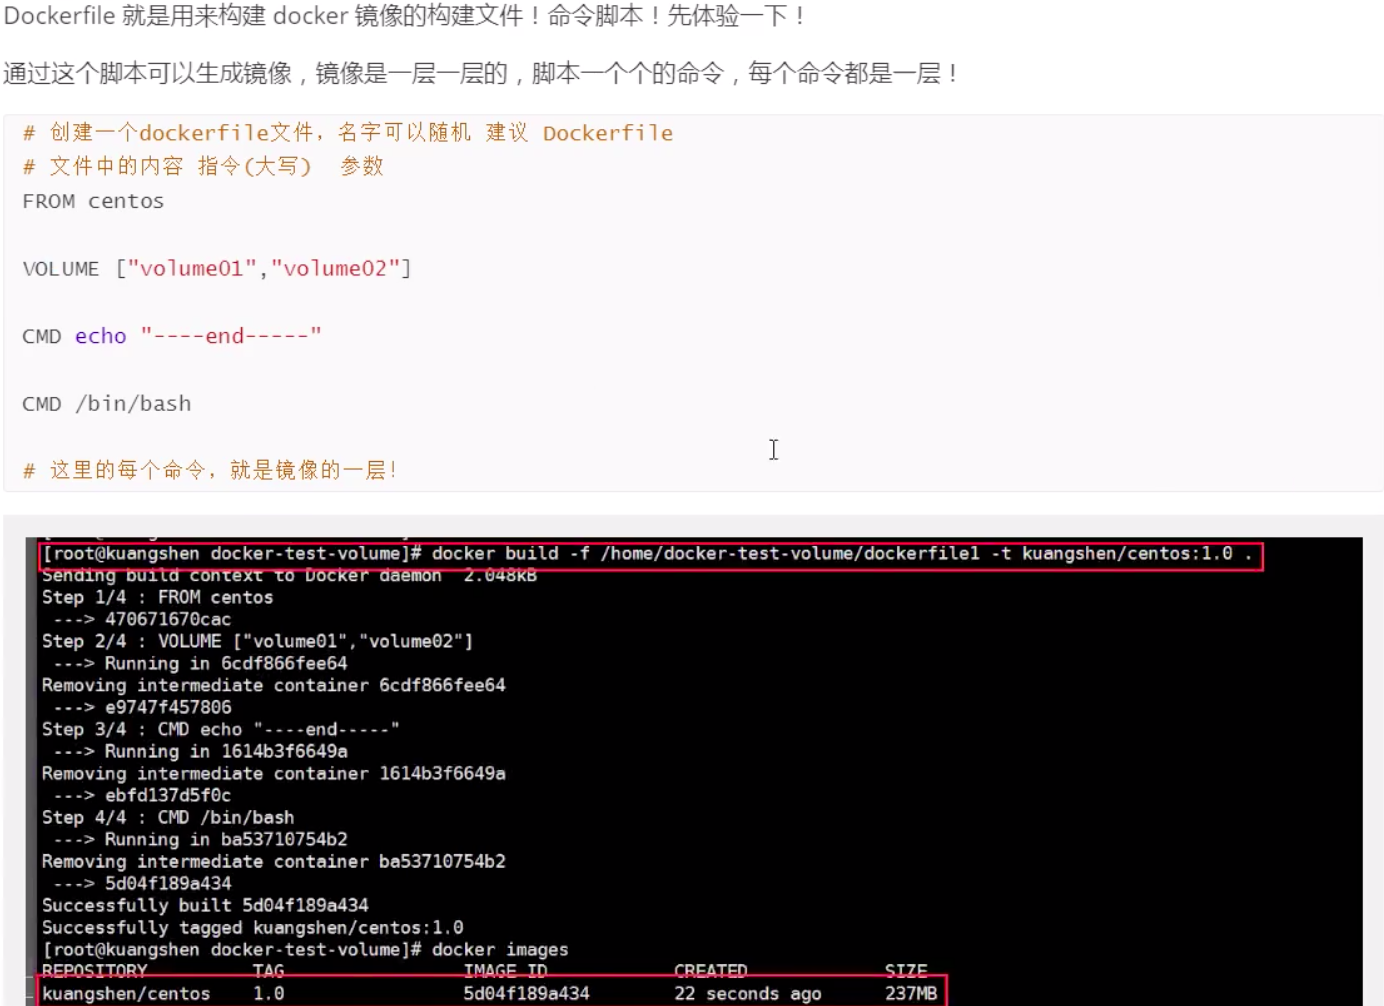 Dockerfile 就是用来构建 docker 镜像的构建文件！命令脚本！先体验一下！
通过这个脚本可以生成镜像，镜像是一层一层的，脚本一个个的命令，每个命令都是一层！
# 创建一个dockerfile文件，名字可以随机 建议 Dockerfile
# 文件中的内容 指令(大写) 参数
FROM centos
VOLUME ["volume01","volume02"]
CMD echo "----end-----"
CMD /bin/bash
# 这里的每个命令，就是镜像的一层！
[root@kuangshen docker-test-volume]# docker build -f /home/docker-test-volume/dockerfile1 -t kuangshen/centos:1.0 .
Sending build context to Docker daemon  2.048kB
Step 1/4 : FROM centos
 ---> 470671670cac
Step 2/4 : VOLUME ["volume01","volume02"]
 ---> Running in 6cdf866fee64
Removing intermediate container 6cdf866fee64
 ---> e9747f457806
Step 3/4 : CMD echo "----end-----"
 ---> Running in 1614b3f6649a
Removing intermediate container 1614b3f6649a
 ---> ebfd137d5f0c
Step 4/4 : CMD /bin/bash
 ---> Running in ba53710754b2
Removing intermediate container ba53710754b2
 ---> 5d04f189a434
Successfully built 5d04f189a434
Successfully tagged kuangshen/centos:1.0
[root@kuangshen docker-test-volume]# docker images
REPOSITORY TAG IMAGE ID CREATED SIZE
kuangshen/centos 1.0 5d04f189a434 22 seconds ago 237MB